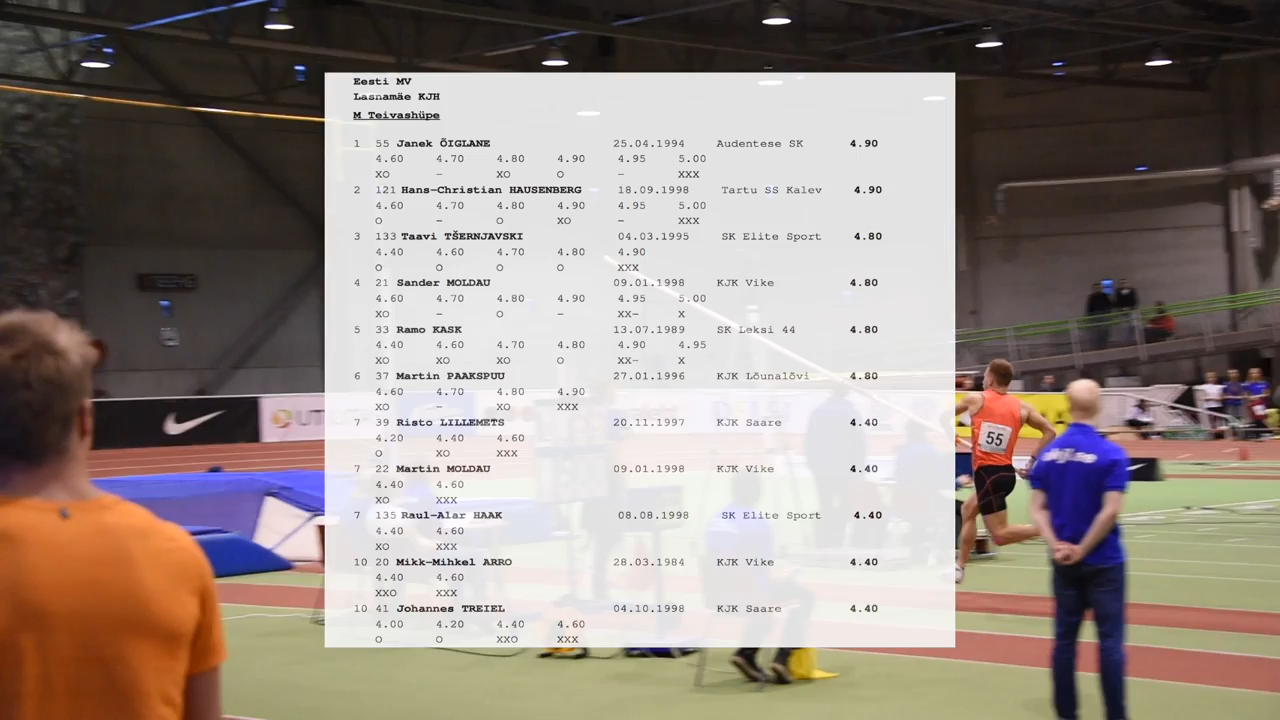 Eesti MV
Lasnamäe KJH
M Teivashüpe
1 55 Janek ÕIGLANE 25.04.1994 Audentese SK 4.90
4.60 4.70 4.80 4.90 4.95 5.00
XO – XO O – XXX
2 121 Hans–Christian HAUSENBERG 18.09.1998 Tartu SS Kalev 4.90
4.60 4.70 4.80 4.90 4.95 5.00
O – O XO – XXX
3 133 Taavi TŠERNJAVSKI 04.03.1995 SK Elite Sport 4.80
4.40 4.60 4.70 4.80 4.90
O O O O XXX
4 21 Sander MOLDAU 09.01.1998 KJK Vike 4.80
4.60 4.70 4.80 4.90 4.95 5.00
XO – O – XX– X
5 33 Ramo KASK 13.07.1989 SK Leksi 44 4.80
4.40 4.60 4.70 4.80 4.90 4.95
XO XO XO O XX– X
6 37 Martin PAAKSPUU 27.01.1996 KJK Lõunalõvi 4.80
4.60 4.70 4.80 4.90
XO – XO XXX
7 39 Risto LILLEMETS 20.11.1997 KJK Saare 4.40
4.20 4.40 4.60
O XO XXX
7 22 Martin MOLDAU 09.01.1998 KJK Vike 4.40
4.40 4.60
XO XXX
7 135 Raul–Alar HAAK 08.08.1998 SK Elite Sport 4.40
4.40 4.60
XO XXX
10 20 Mikk–Mihkel ARRO 28.03.1984 KJK Vike 4.40
4.40 4.60
XXO XXX
10 41 Johannes TREIEL 04.10.1998 KJK Saare 4.40
4.00 4.20 4.40 4.60
O O XXO XXX
55